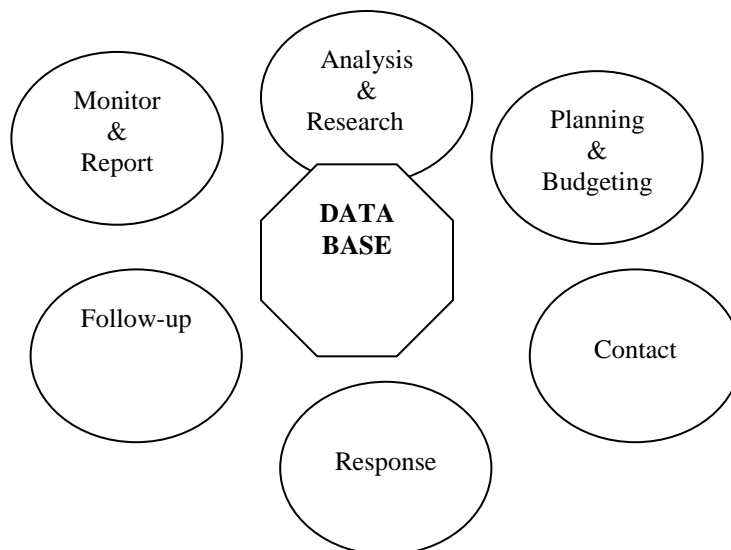 Analysis
&
Research
Monitor
&
Report
Planning
&
Budgeting
DATA
BASE
Follow-up
Contact
Response